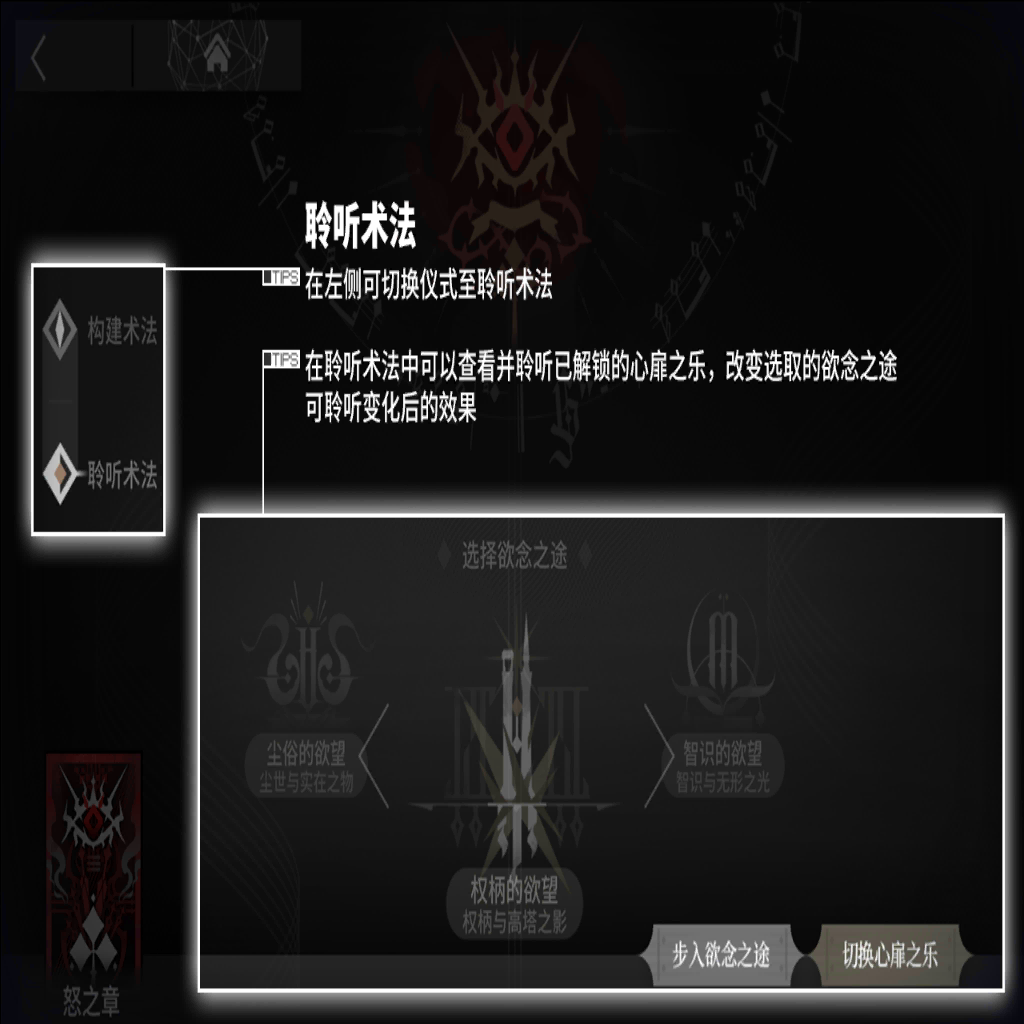 聆听术法
TIPS 在左侧可切换仪式至聆听术法
TIPS 在聆听术法中可以查看并聆听已解锁的心扉之乐，改变选取的欲念之途
可聆听变化后的效果
构建术法
聆听术法
选择欲念之途
尘俗的欲望
尘世与实在之物
智识的欲望
智识与无形之光
权柄的欲望
权柄与高塔之影
步入欲念之途
切换心扉之乐
怒之章